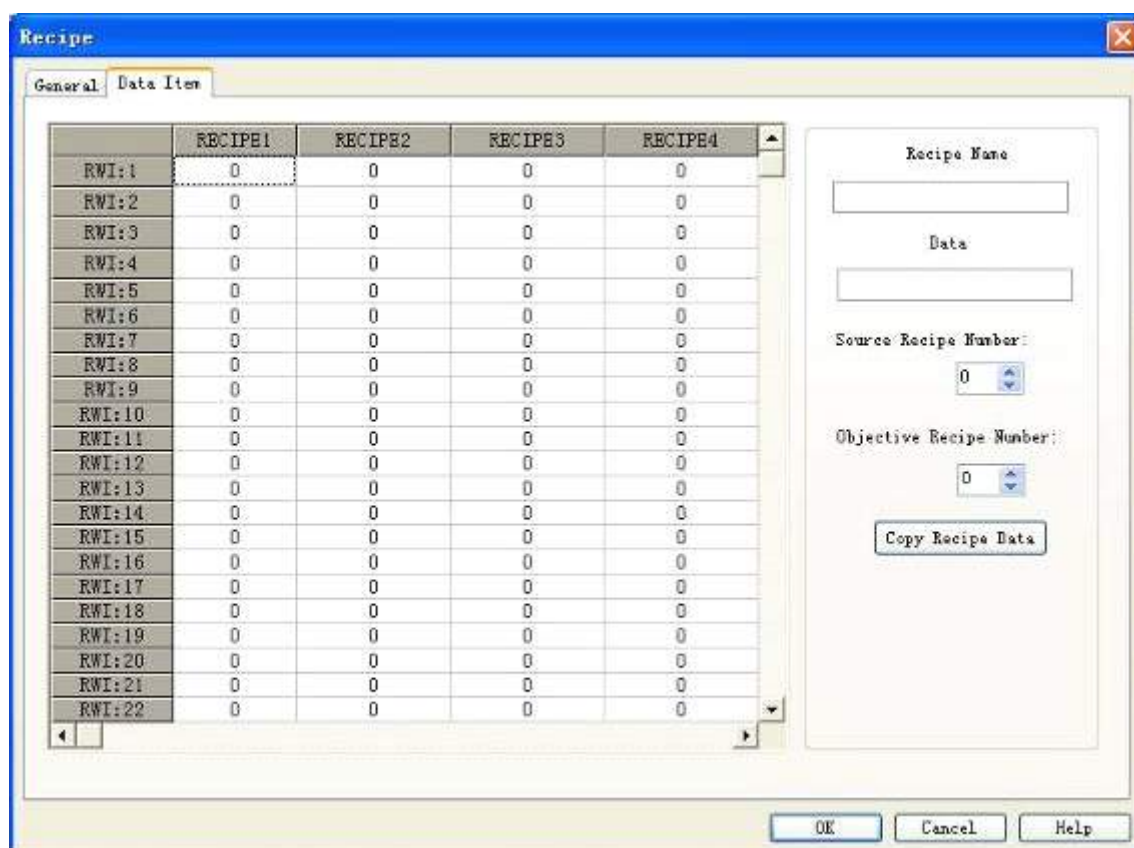 Recipe
General Data Item
RECIPE1 RECIPE2 RECIPE3 RECIPE4
RWI:1 0 0 0 0
RWI:2 0 0 0 0
RWI:3 0 0 0 0
RWI:4 0 0 0 0
RWI:5 0 0 0 0
RWI:6 0 0 0 0
RWI:7 0 0 0 0
RWI:8 0 0 0 0
RWI:9 0 0 0 0
RWI:10 0 0 0 0
RWI:11 0 0 0 0
RWI:12 0 0 0 0
RWI:13 0 0 0 0
RWI:14 0 0 0 0
RWI:15 0 0 0 0
RWI:16 0 0 0 0
RWI:17 0 0 0 0
RWI:18 0 0 0 0
RWI:19 0 0 0 0
RWI:20 0 0 0 0
RWI:21 0 0 0 0
RWI:22 0 0 0 0
Recipe Name
Data
Source Recipe Number:
0
Objective Recipe Number:
0
Copy Recipe Data
OK Cancel Help